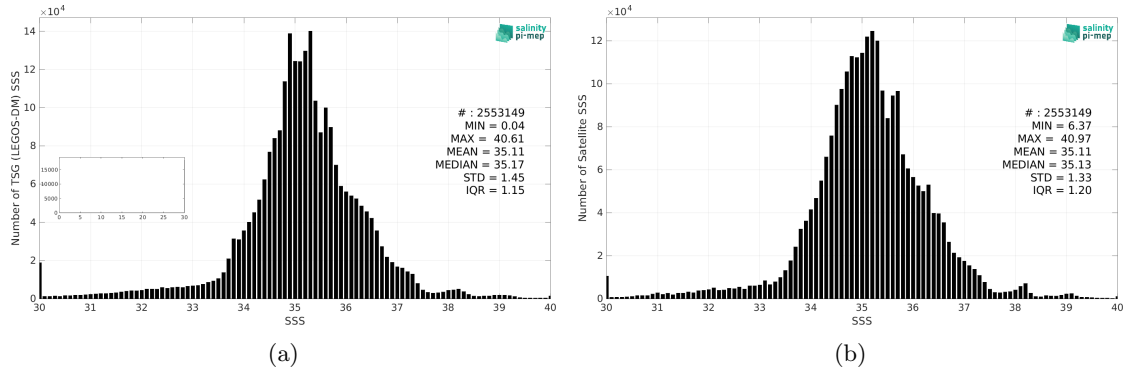 ×10^4
14
12
10
8
6
4
2
0
Number of TSG (LEGOS-DM) SSS
salinity
pi-mep
# : 2553149
MIN = 0.04
MAX = 40.61
MEAN = 35.11
MEDIAN = 35.17
STD = 1.45
IQR = 1.15
15000
10000
5000
0
0 5 10 15 20 25 30
30 31 32 33 34 35 36 37 38 39 40
SSS
(a)
×10^4
12
10
8
6
4
2
0
Number of Satellite SSS
salinity
pi-mep
# : 2553149
MIN = 6.37
MAX = 40.97
MEAN = 35.11
MEDIAN = 35.13
STD = 1.33
IQR = 1.20
30 31 32 33 34 35 36 37 38 39 40
SSS
(b)